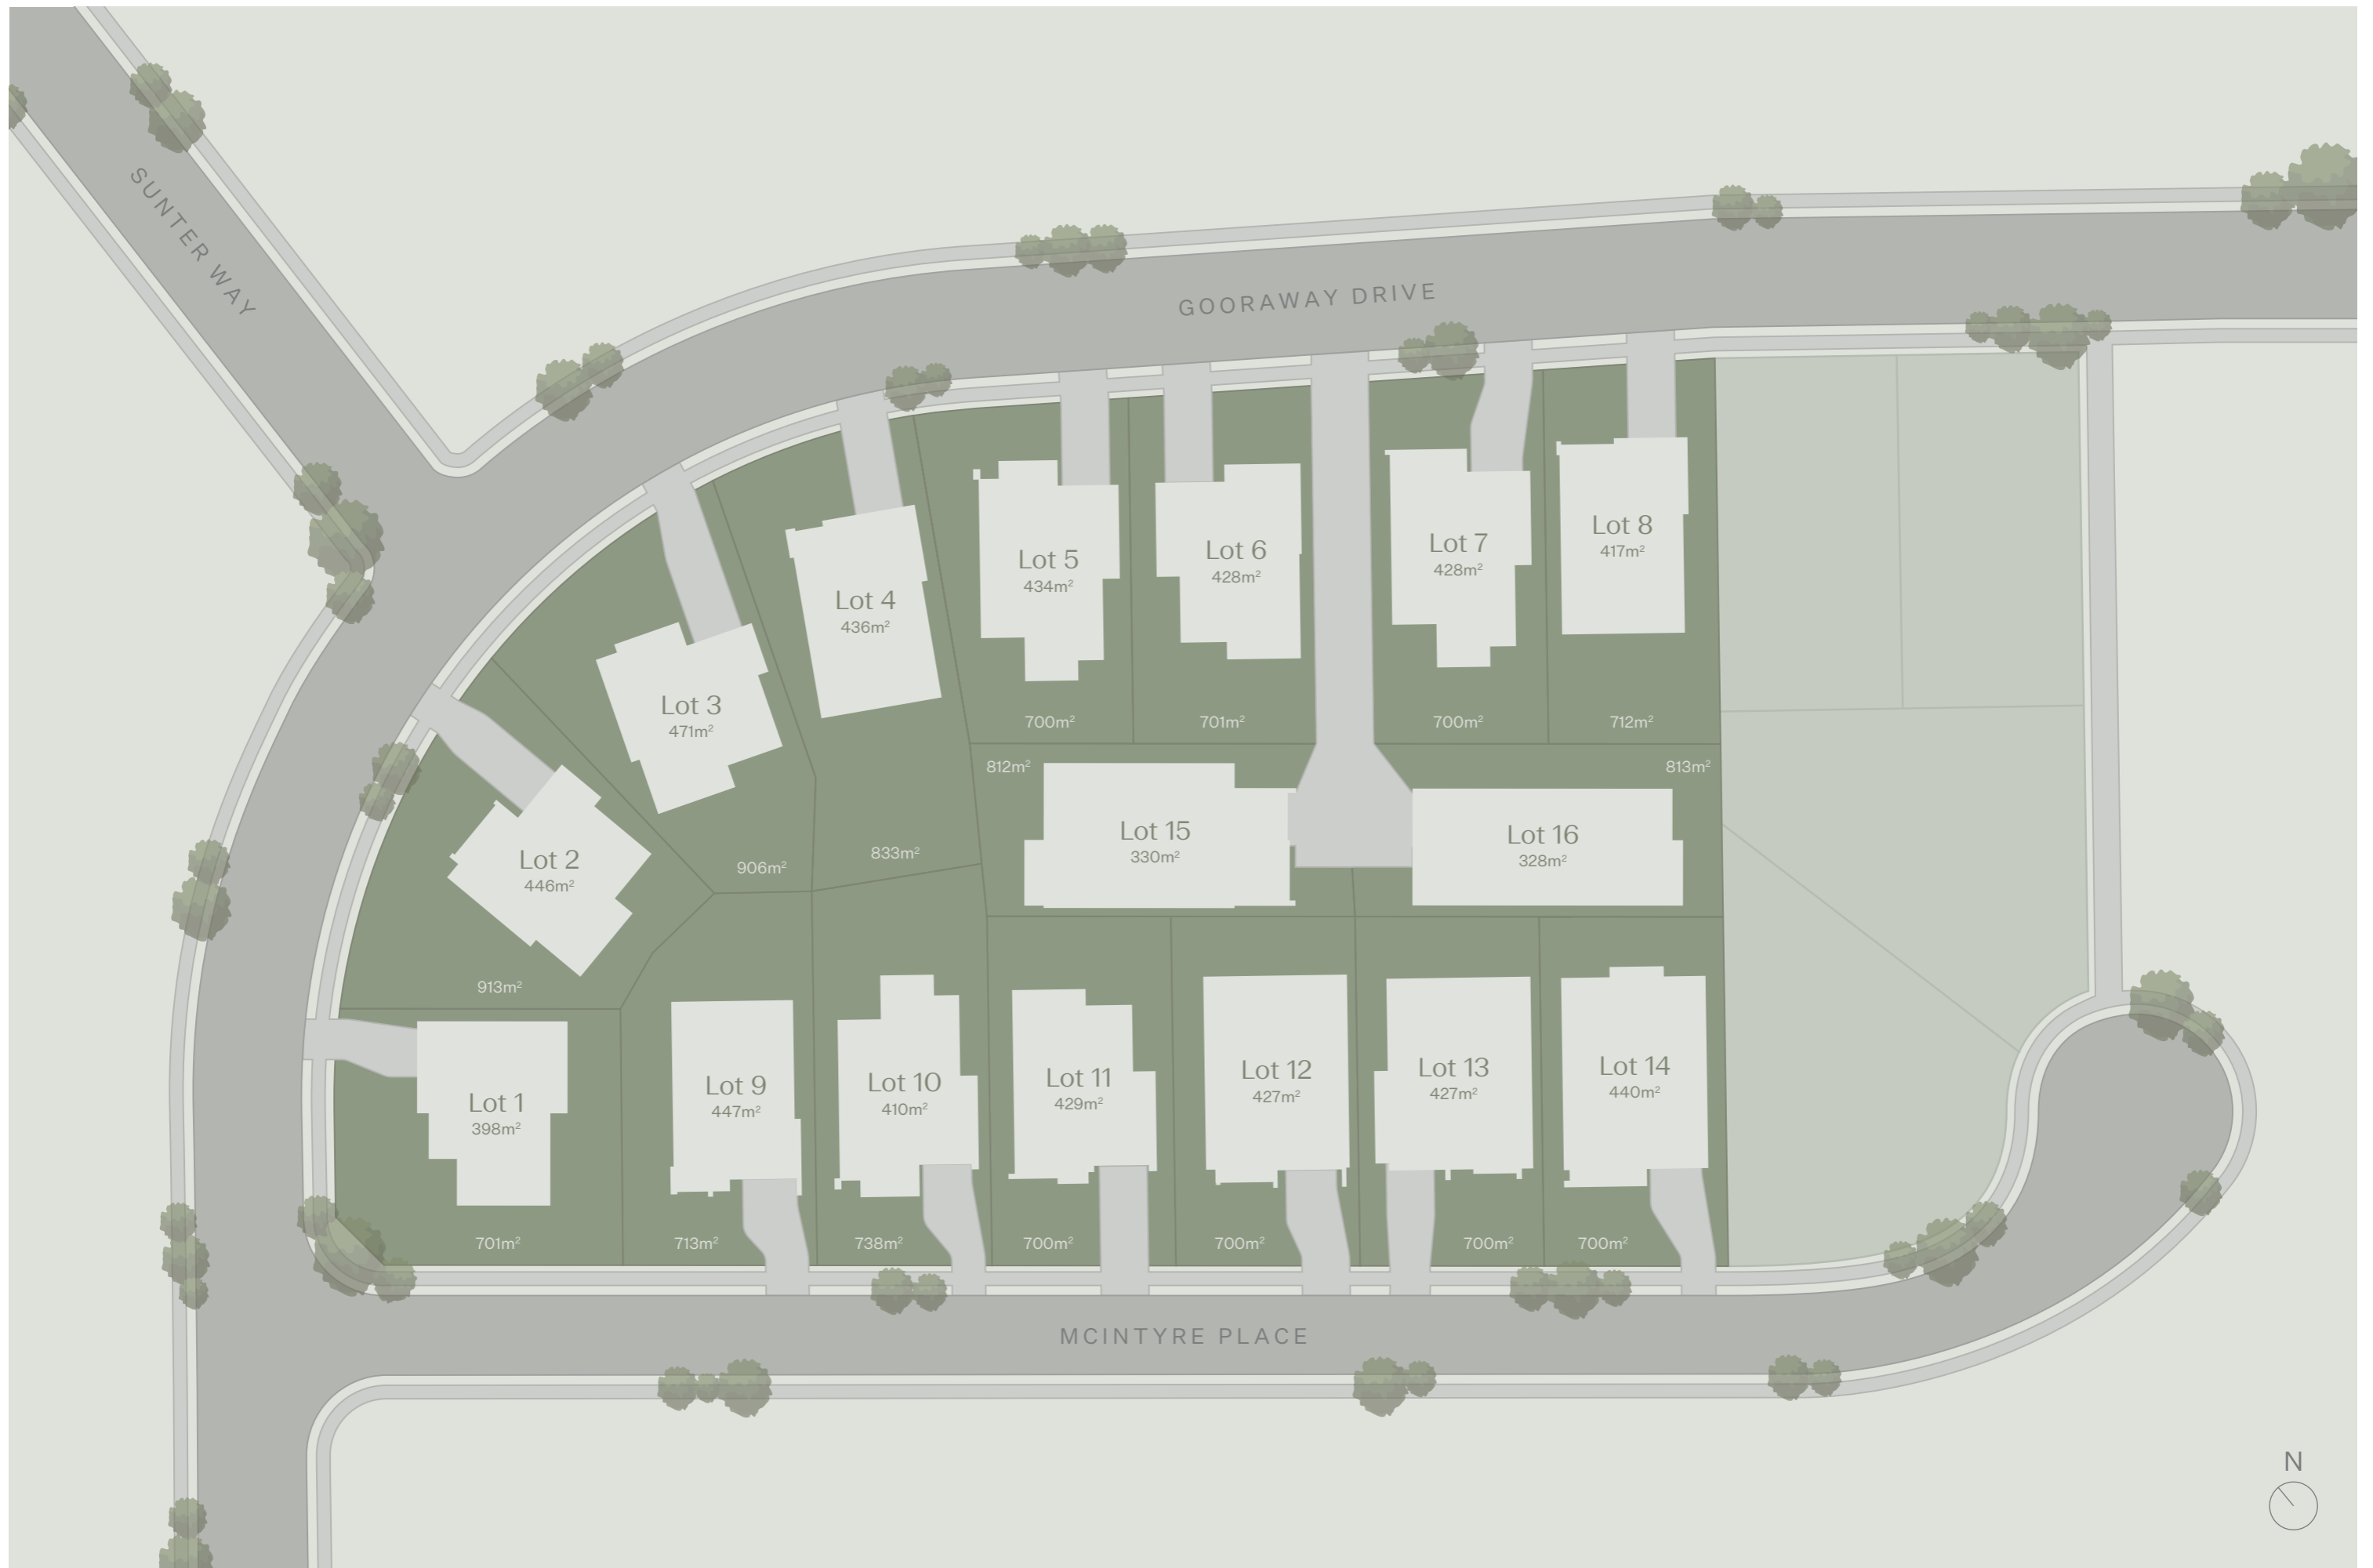 SUNTER WAY
GOORAWAY DRIVE
Lot 5
434m²
700m²
Lot 6
428m²
701m²
Lot 7
428m²
700m²
Lot 8
417m²
712m²
Lot 4
436m²
833m²
Lot 3
471m²
906m²
Lot 2
446m²
913m²
812m²
Lot 15
330m²
813m²
Lot 16
328m²
Lot 1
398m²
701m²
Lot 9
447m²
713m²
Lot 10
410m²
738m²
Lot 11
429m²
700m²
Lot 12
427m²
700m²
Lot 13
427m²
700m²
Lot 14
440m²
700m²
MCINTYRE PLACE
N